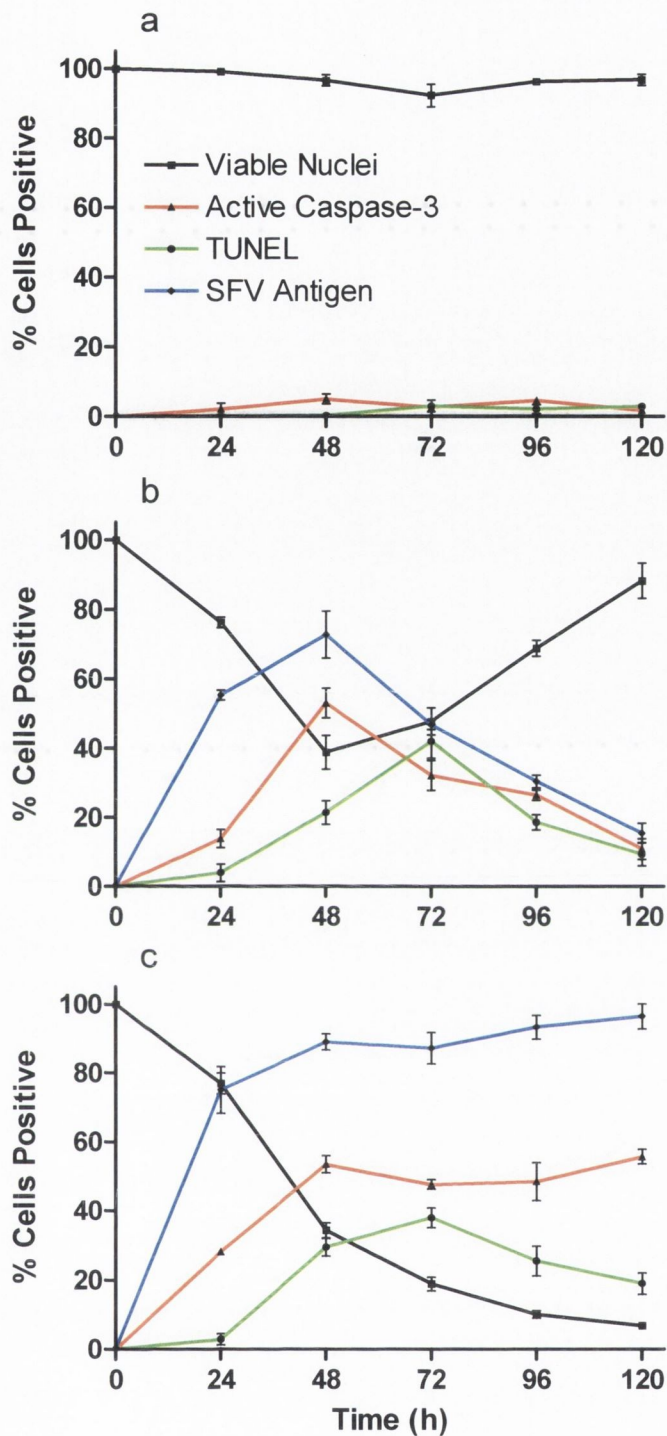 a
100
80
60
40
20
0
% Cells Positive
Viable Nuclei
Active Caspase-3
TUNEL
SFV Antigen
0 24 48 72 96 120
b
100
80
60
40
20
0
% Cells Positive
0 24 48 72 96 120
c
100
80
60
40
20
0
% Cells Positive
0 24 48 72 96 120
Time (h)